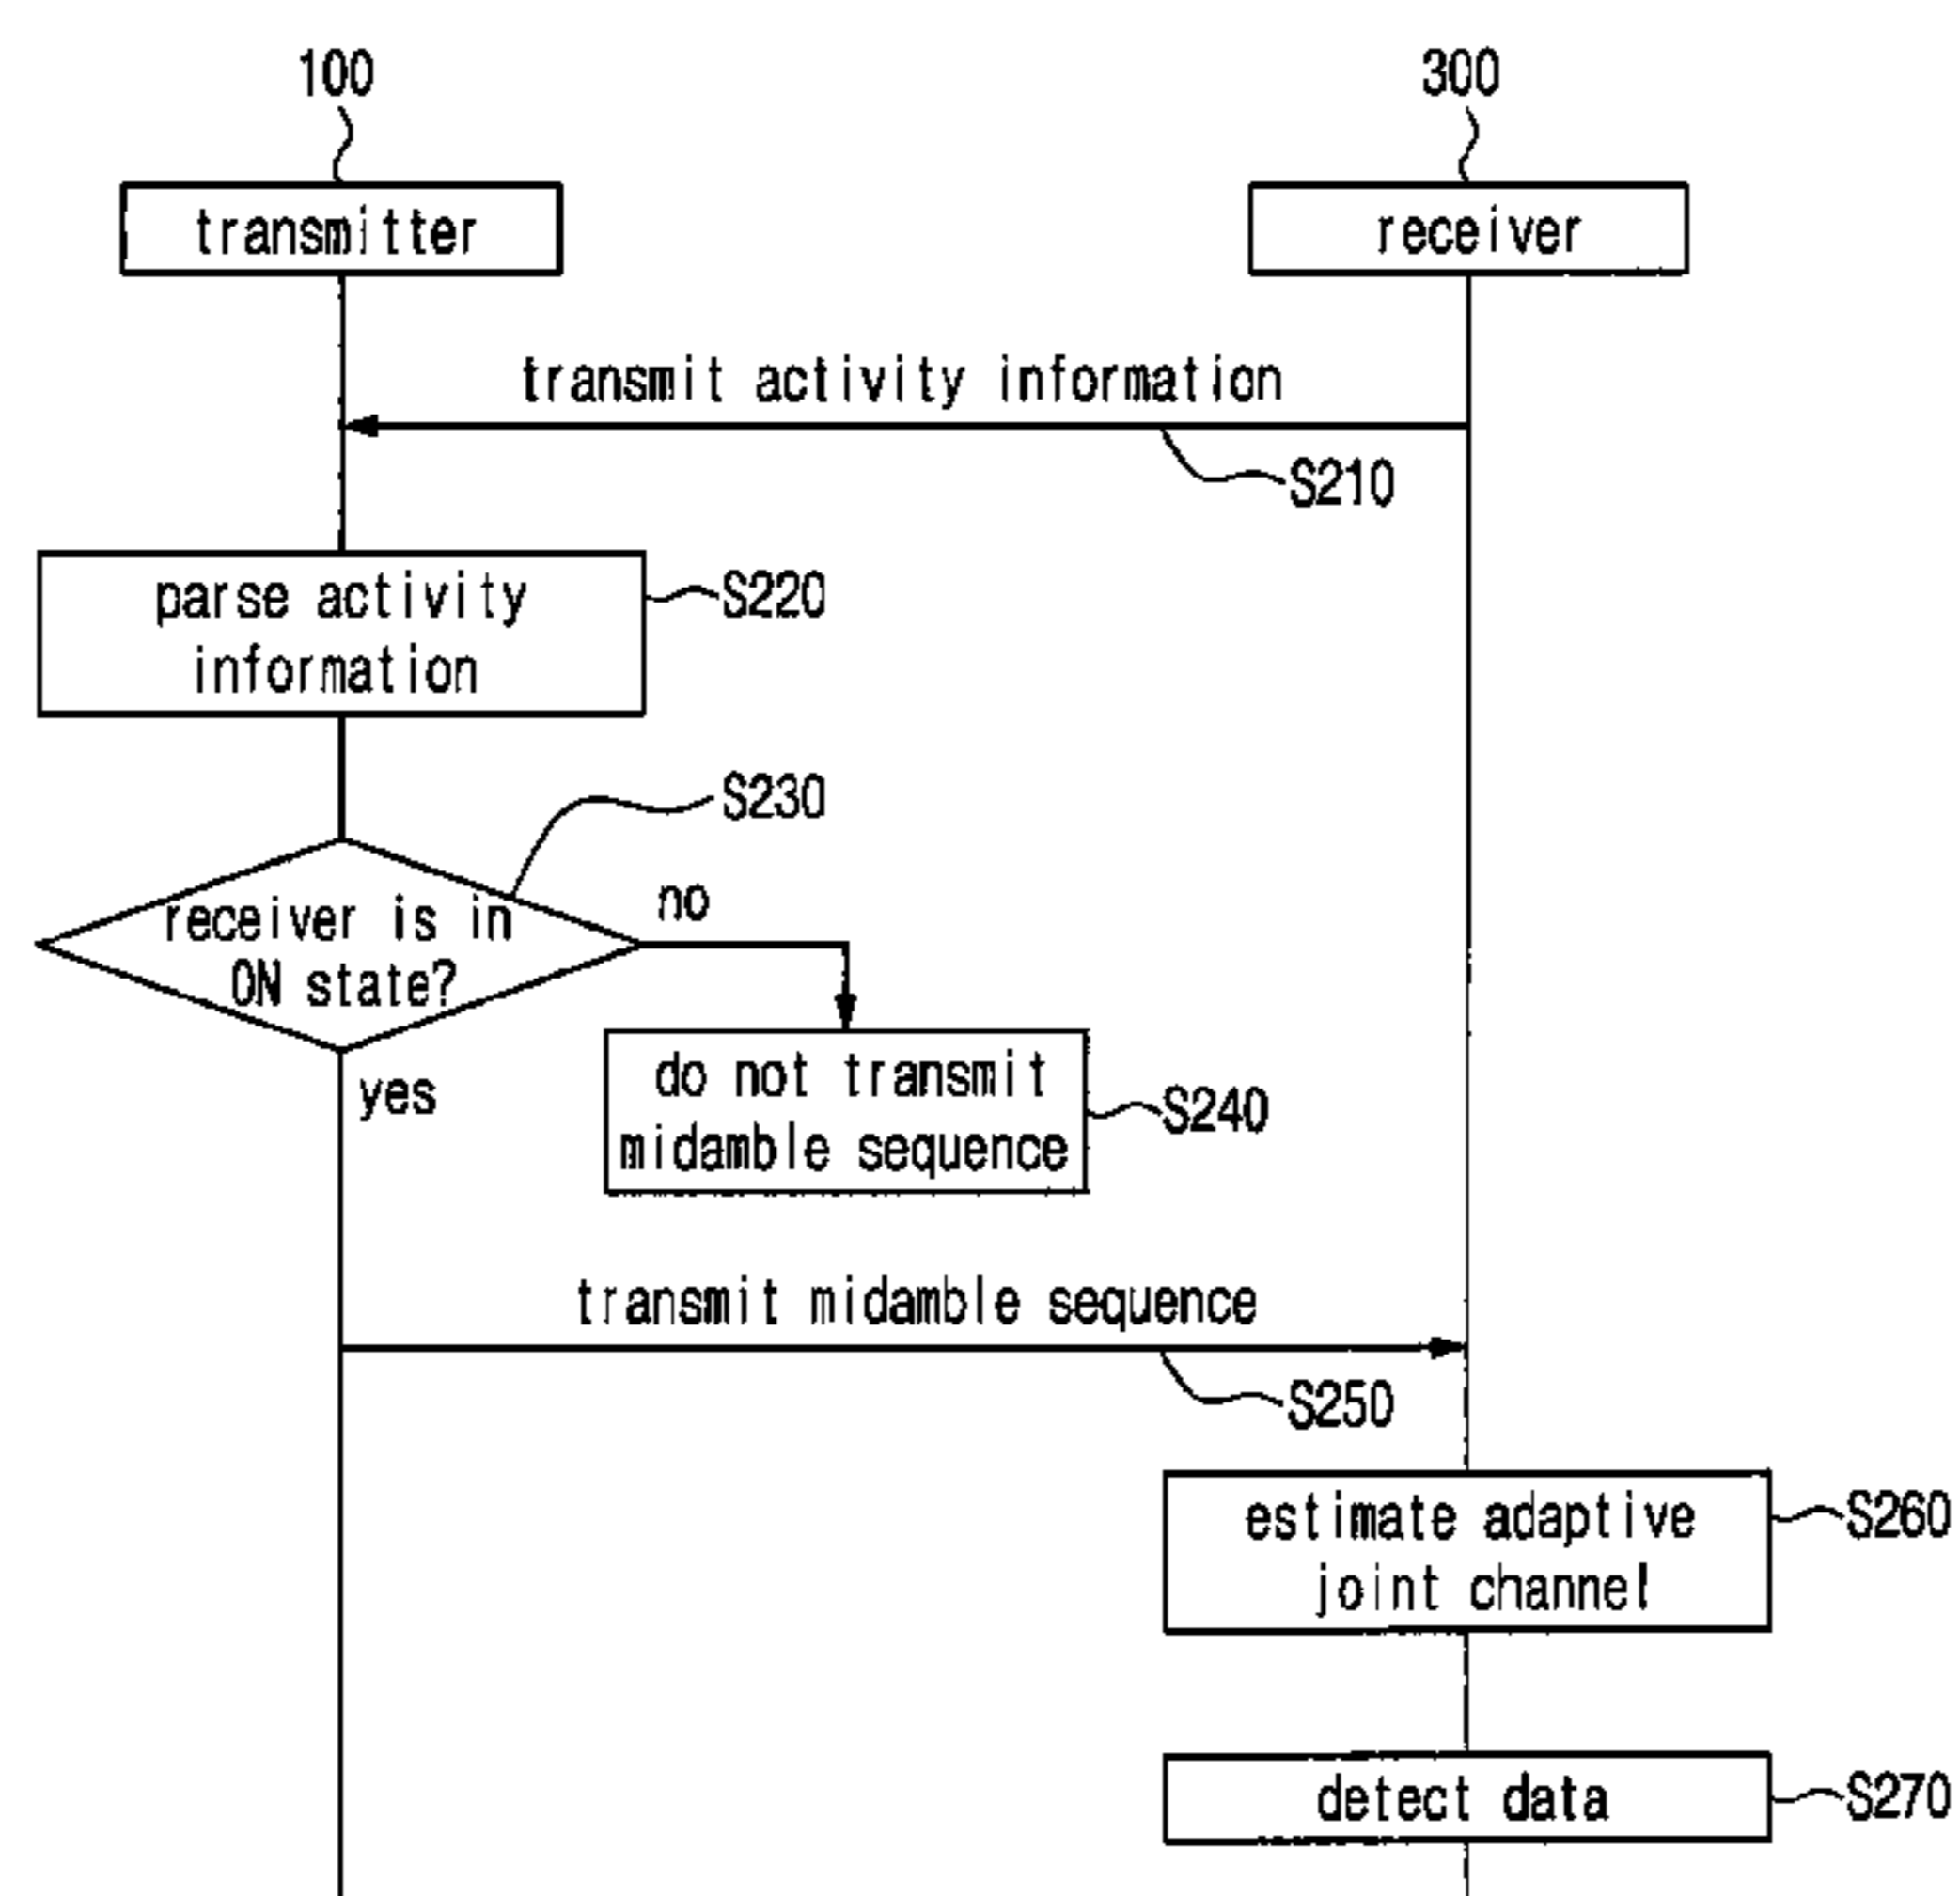 100
300
transmitter
receiver
transmit activity information
S210
parse activity
information
S220
S230
receiver is in
ON state?
no
yes
do not transmit
midamble sequence
S240
transmit midamble sequence
S250
estimate adaptive
joint channel
S260
detect data
S270